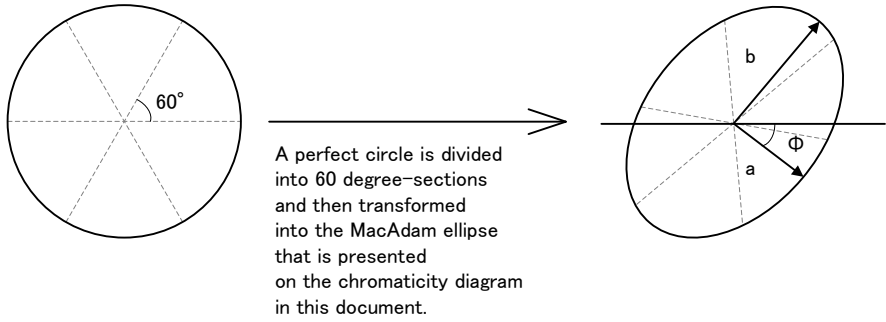 60°
A perfect circle is divided
into 60 degree-sections
and then transformed
into the MacAdam ellipse
that is presented
on the chromaticity diagram
in this document.
b
Φ
a